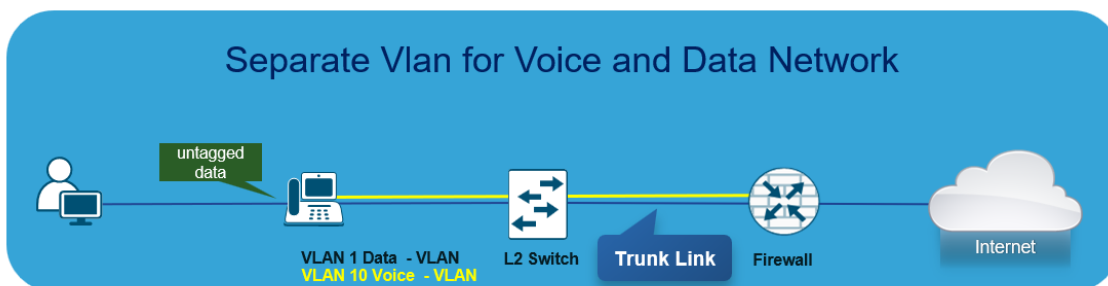 Separate Vlan for Voice and Data Network
untagged
data
VLAN 1 Data - VLAN
VLAN 10 Voice - VLAN
L2 Switch
Trunk Link
Firewall
Internet